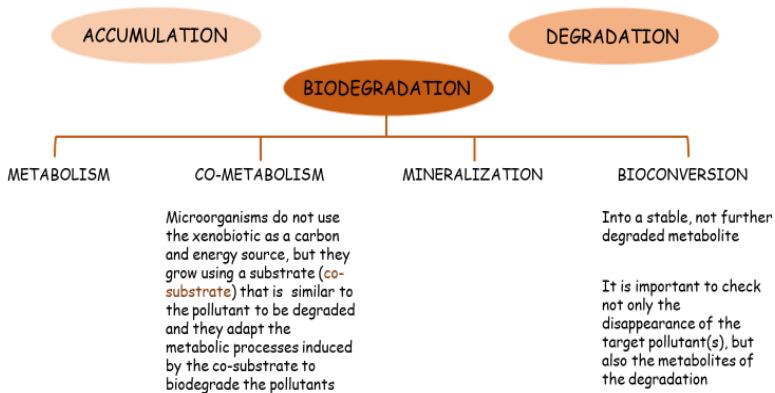 ACCUMULATION
DEGRADATION
BIODEGRADATION
METABOLISM
CO-METABOLISM
MINERALIZATION
BIOCONVERSION
Microorganisms do not use
the xenobiotic as a carbon
and energy source, but they
grow using a substrate (co-
substrate) that is similar to
the pollutant to be degraded
and they adapt the
metabolic processes induced
by the co-substrate to
biodegrade the pollutants
Into a stable, not further
degraded metabolite
It is important to check
not only the
disappearance of the
target pollutant(s), but
also the metabolites of
the degradation